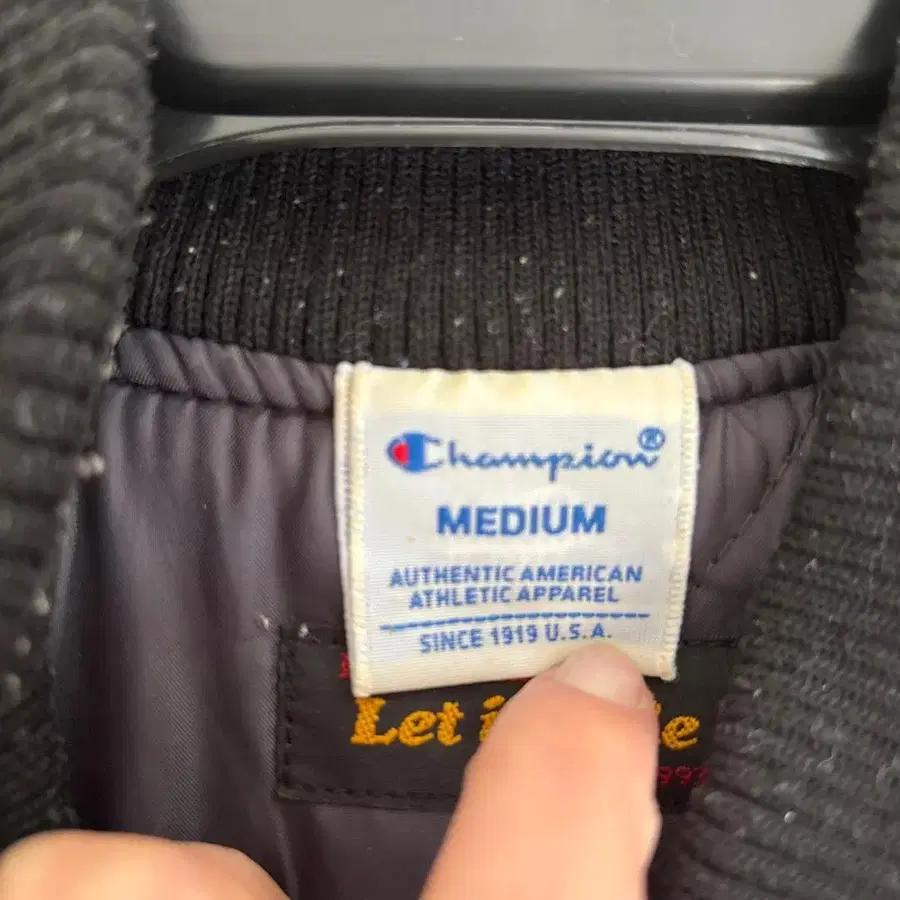 Champion®
MEDIUM
AUTHENTIC AMERICAN
ATHLETIC APPAREL
SINCE 1919 U.S.A.
Let